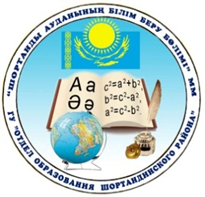 "ШОРТАНДЫ АУДАНЫНЫҢ БІЛІМ БЕРУ БӨЛІМІ" ММ
ГУ "ОТДЕЛ ОБРАЗОВАНИЯ ШОРТАНДИНСКОГО РАЙОНА"
Аа
Әә
c²=a²+b²,
b²=c²-a²,
a²=c²-b².